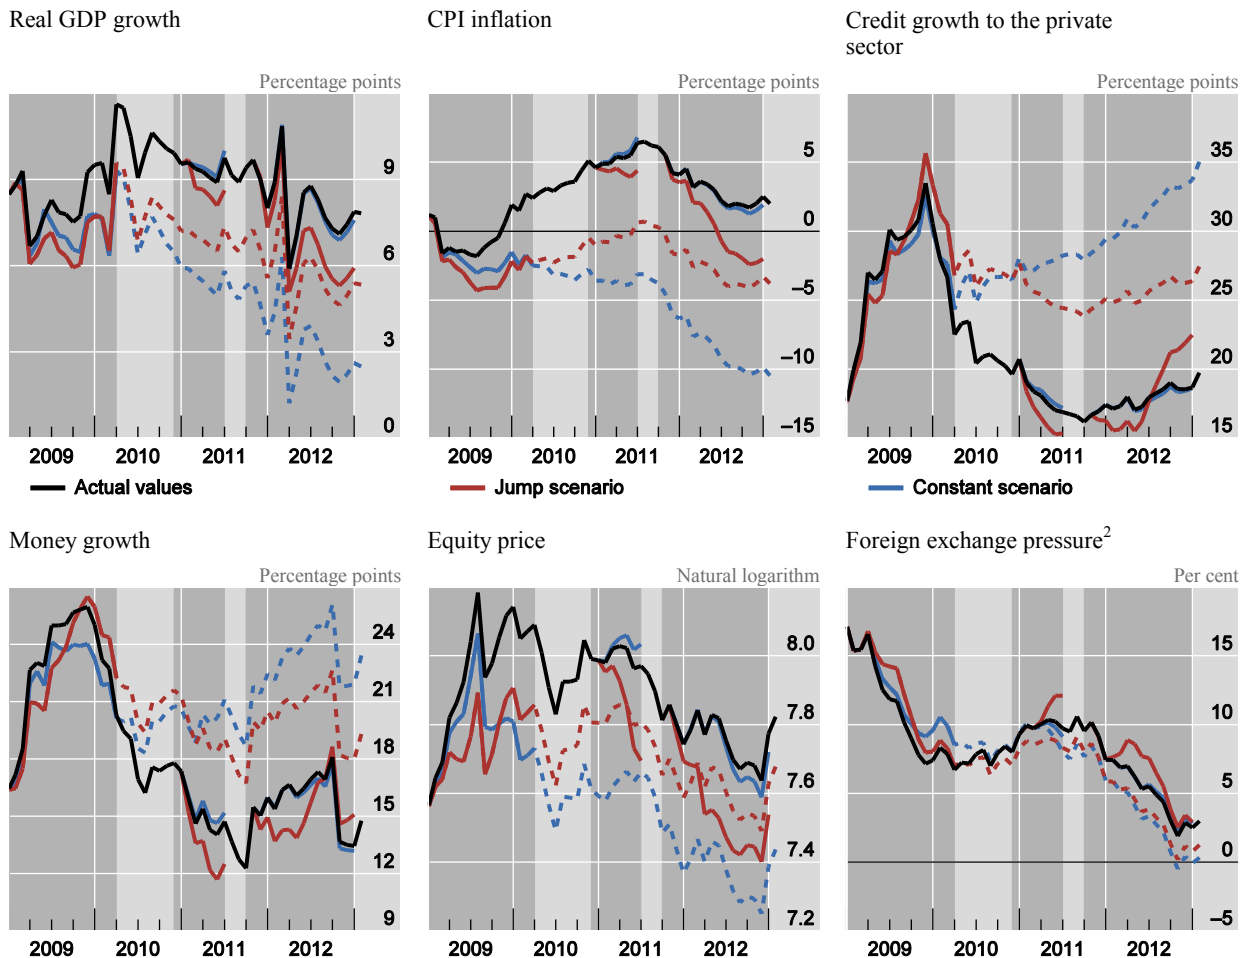 Real GDP growth
Percentage points
9
6
3
0
2009 2010 2011 2012
CPI inflation
Percentage points
5
0
–5
–10
–15
2009 2010 2011 2012
Credit growth to the private
sector
Percentage points
35
30
25
20
15
2009 2010 2011 2012
Actual values
Jump scenario
Constant scenario
Money growth
Percentage points
24
21
18
15
12
9
2009 2010 2011 2012
Equity price
Natural logarithm
8.0
7.8
7.6
7.4
7.2
2009 2010 2011 2012
Foreign exchange pressure²
Per cent
15
10
5
0
–5
2009 2010 2011 2012